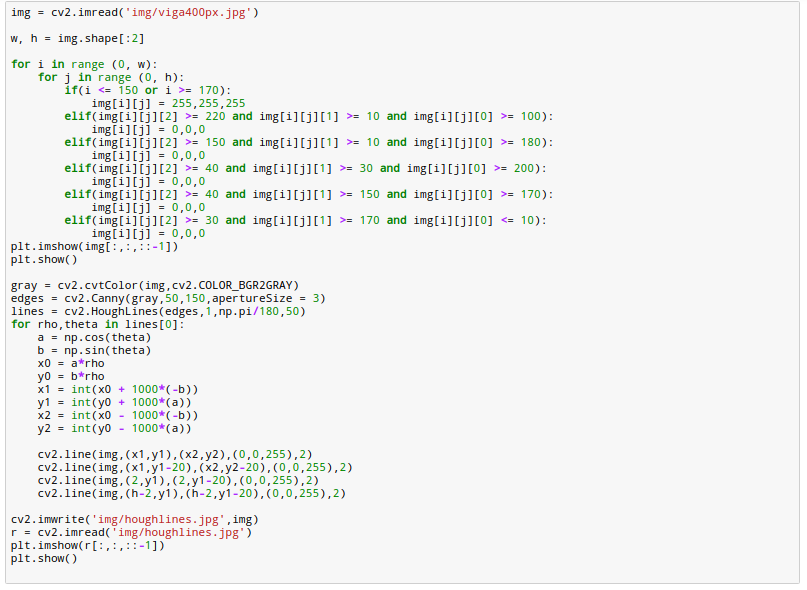 img = cv2.imread('img/viga400px.jpg')

w, h = img.shape[:2]

for i in range (0, w):
    for j in range (0, h):
        if(i <= 150 or i >= 170):
            img[i][j] = 255,255,255
        elif(img[i][j][2] >= 220 and img[i][j][1] >= 10 and img[i][j][0] >= 100):
            img[i][j] = 0,0,0
        elif(img[i][j][2] >= 150 and img[i][j][1] >= 10 and img[i][j][0] >= 180):
            img[i][j] = 0,0,0
        elif(img[i][j][2] >= 40 and img[i][j][1] >= 30 and img[i][j][0] >= 200):
            img[i][j] = 0,0,0
        elif(img[i][j][2] >= 40 and img[i][j][1] >= 150 and img[i][j][0] >= 170):
            img[i][j] = 0,0,0
        elif(img[i][j][2] >= 30 and img[i][j][1] >= 170 and img[i][j][0] <= 10):
            img[i][j] = 0,0,0
plt.imshow(img[:,:,::-1])
plt.show()

gray = cv2.cvtColor(img,cv2.COLOR_BGR2GRAY)
edges = cv2.Canny(gray,50,150,apertureSize = 3)
lines = cv2.HoughLines(edges,1,np.pi/180,50)
for rho,theta in lines[0]:
    a = np.cos(theta)
    b = np.sin(theta)
    x0 = a*rho
    y0 = b*rho
    x1 = int(x0 + 1000*(-b))
    y1 = int(y0 + 1000*(a))
    x2 = int(x0 - 1000*(-b))
    y2 = int(y0 - 1000*(a))

    cv2.line(img,(x1,y1),(x2,y2),(0,0,255),2)
    cv2.line(img,(x1,y1-20),(x2,y2-20),(0,0,255),2)
    cv2.line(img,(2,y1),(2,y1-20),(0,0,255),2)
    cv2.line(img,(h-2,y1),(h-2,y1-20),(0,0,255),2)

cv2.imwrite('img/houghlines.jpg',img)
r = cv2.imread('img/houghlines.jpg')
plt.imshow(r[:,:,::-1])
plt.show()